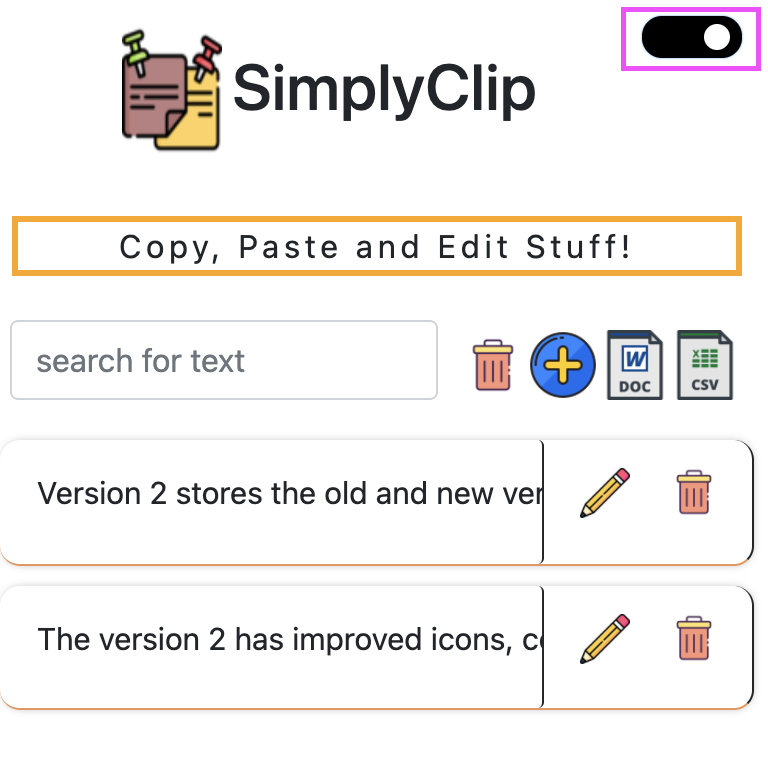 SimplyClip
Copy, Paste and Edit Stuff!
search for text
W
DOC
X
CSV
Version 2 stores the old and new ver
The version 2 has improved icons, c